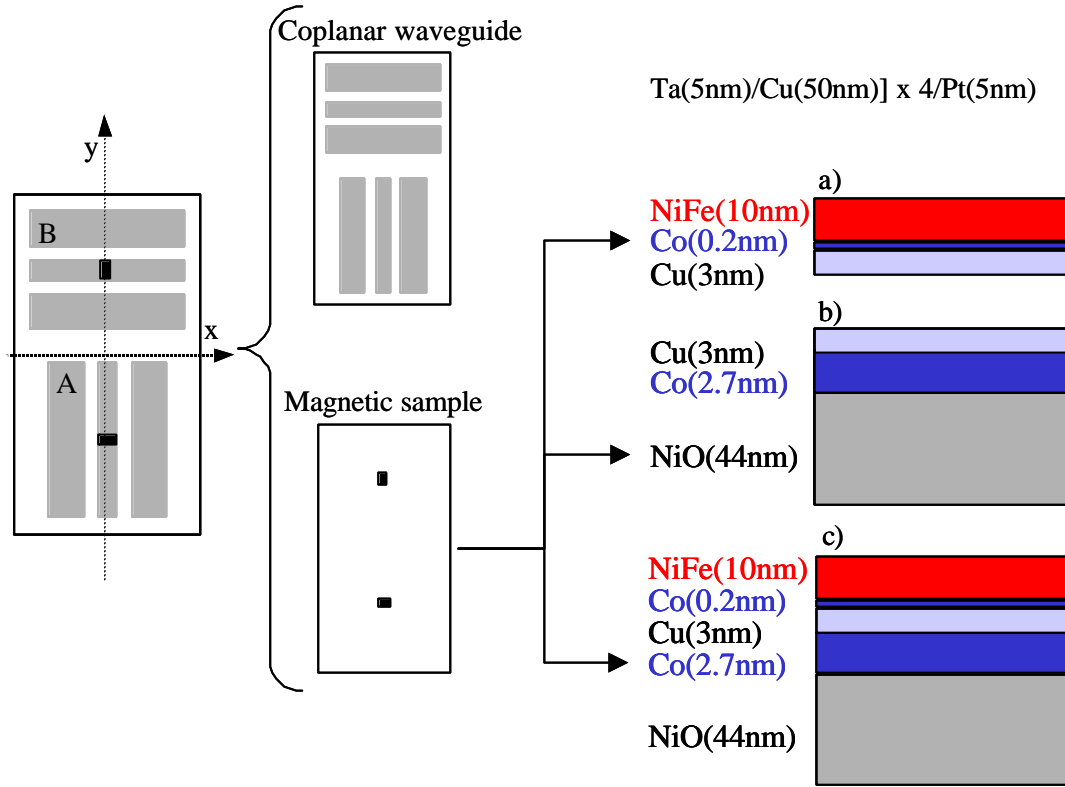 Coplanar waveguide
Ta(5nm)/Cu(50nm)] x 4/Pt(5nm)
y
B
x
A
Magnetic sample
a)
NiFe(10nm)
Co(0.2nm)
Cu(3nm)
b)
Cu(3nm)
Co(2.7nm)
NiO(44nm)
c)
NiFe(10nm)
Co(0.2nm)
Cu(3nm)
Co(2.7nm)
NiO(44nm)